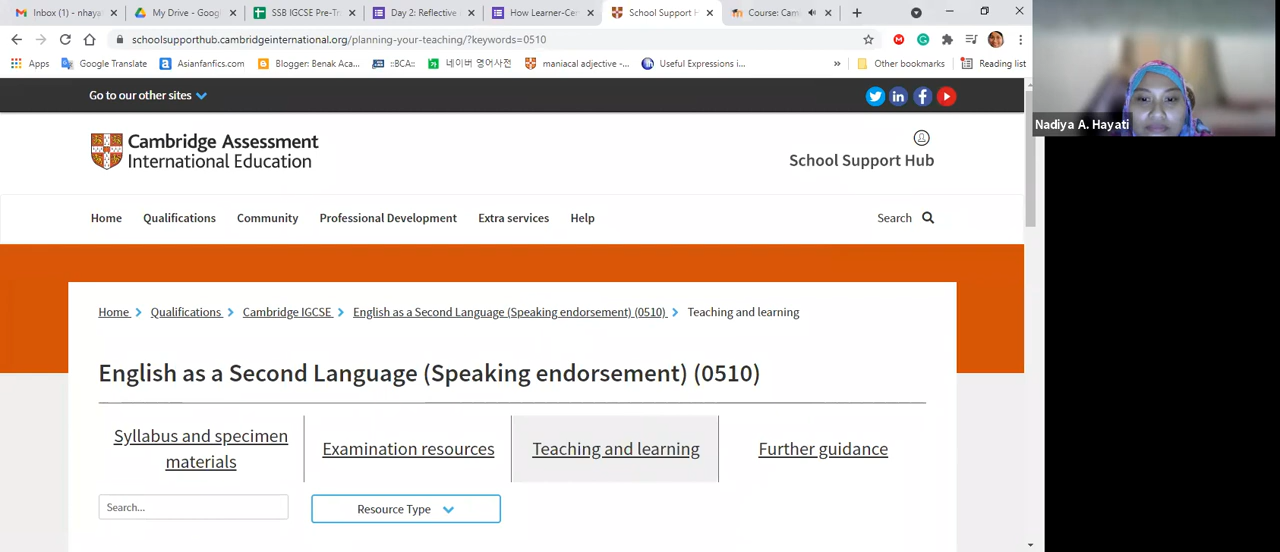 Inbox (1) - nhaya
My Drive - Googl
SSB IGCSE Pre-Tr
Day 2: Reflective
How Learner-Cen
School Support H
Course: Cam
schoolsupporthub.cambridgeinternational.org/planning-your-teaching/?keywords=0510
Apps
Google Translate
Asianfanfics.com
Blogger: Benak Aca...
::BCA::
네이버 영어사전
maniacal adjective -...
Useful Expressions i...
»
Other bookmarks
Reading list
Go to our other sites
Nadiya A. Hayati
Cambridge Assessment
International Education
School Support Hub
Home
Qualifications
Community
Professional Development
Extra services
Help
Search
Home
Qualifications
Cambridge IGCSE
English as a Second Language (Speaking endorsement) (0510)
Teaching and learning
English as a Second Language (Speaking endorsement) (0510)
Syllabus and specimen
materials
Examination resources
Teaching and learning
Further guidance
Search...
Resource Type